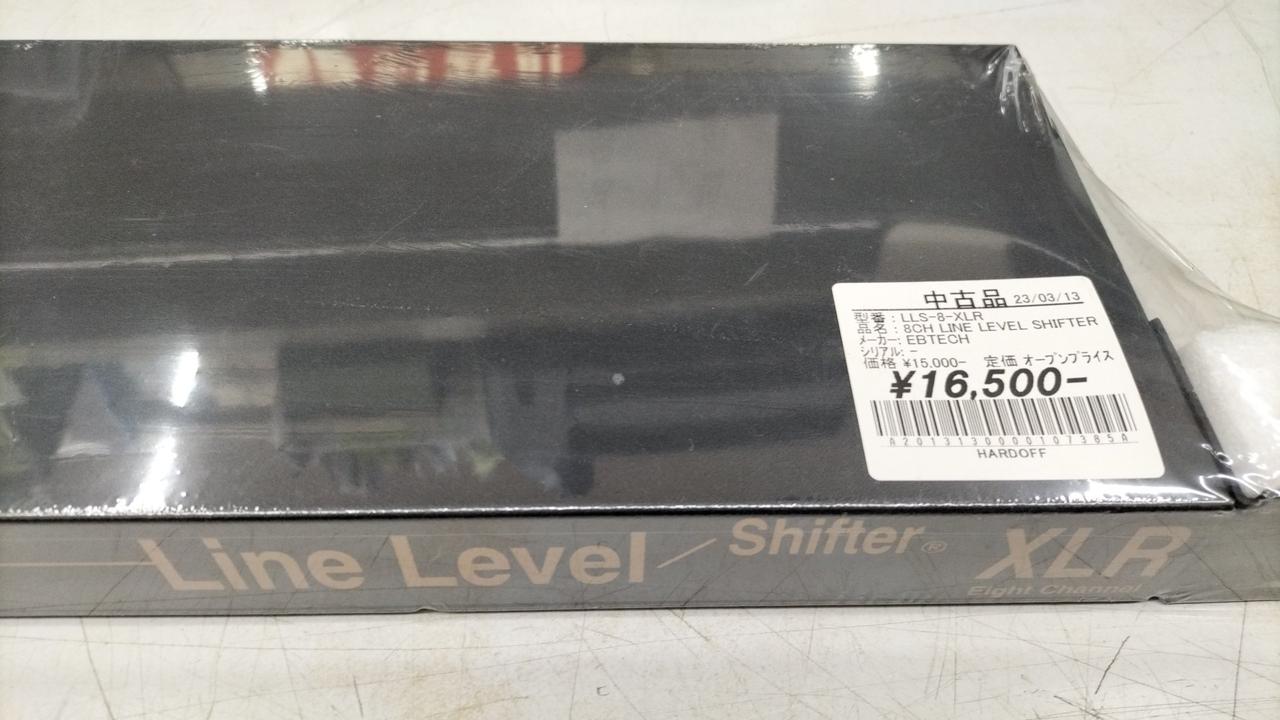 中古品 23/03/13
型番 : LLS-8-XLR
品名 : 8CH LINE LEVEL SHIFTER
メーカー: EBTECH
シリアル: -
価格 ¥15,000- 定価 オープンプライス
¥16,500-
A2013130000107385A
HARDOFF
Line Level / Shifter® XLR
Eight Channel